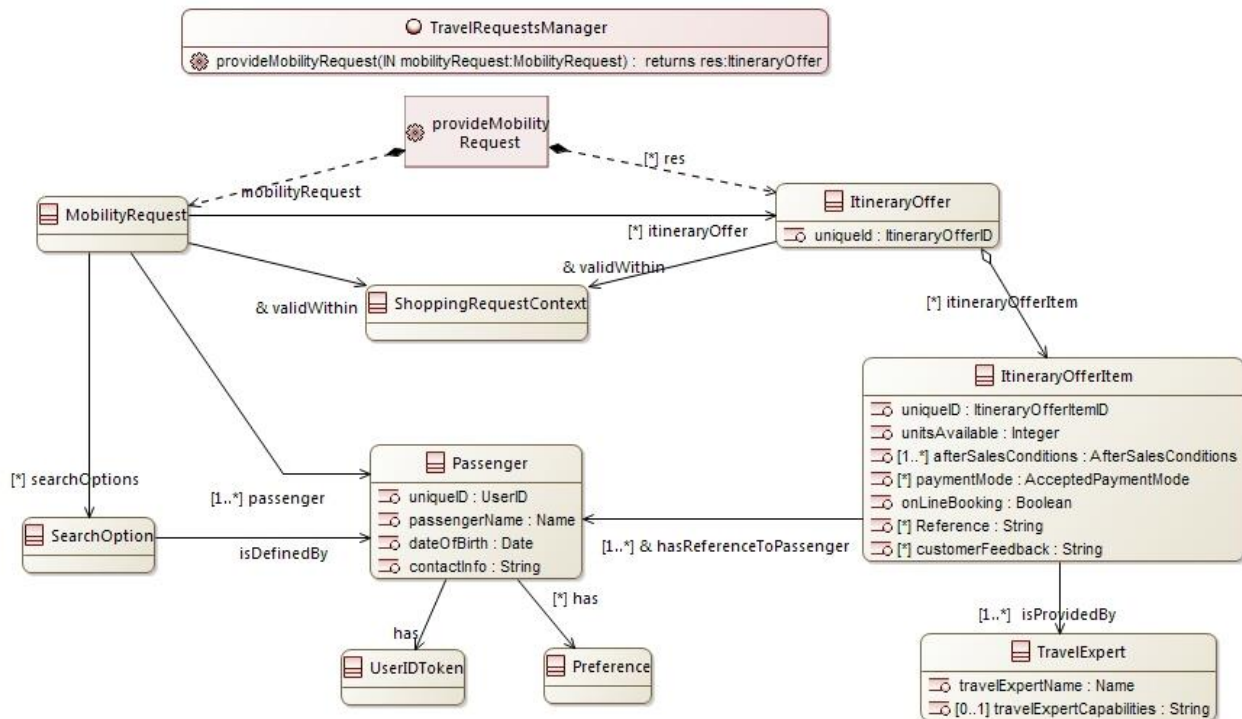 TravelRequestsManager
provideMobilityRequest(IN mobilityRequest:MobilityRequest) : returns res:ItineraryOffer
provideMobility
Request
[*] res
mobilityRequest
MobilityRequest
ItineraryOffer
uniqueId : ItineraryOfferID
[*] itineraryOffer
& validWithin
& validWithin
ShoppingRequestContext
[*] itineraryOfferItem
ItineraryOfferItem
uniqueID : ItineraryOfferItemID
unitsAvailable : Integer
[1..*] afterSalesConditions : AfterSalesConditions
[*] paymentMode : AcceptedPaymentMode
onLineBooking : Boolean
[*] Reference : String
[*] customerFeedback : String
Passenger
uniqueID : UserID
passengerName : Name
dateOfBirth : Date
contactInfo : String
[*] searchOptions
[1..*] passenger
SearchOption
isDefinedBy
[1..*] & hasReferenceToPassenger
[*] has
has
UserIDToken
Preference
[1..*] isProvidedBy
TravelExpert
travelExpertName : Name
[0..1] travelExpertCapabilities : String